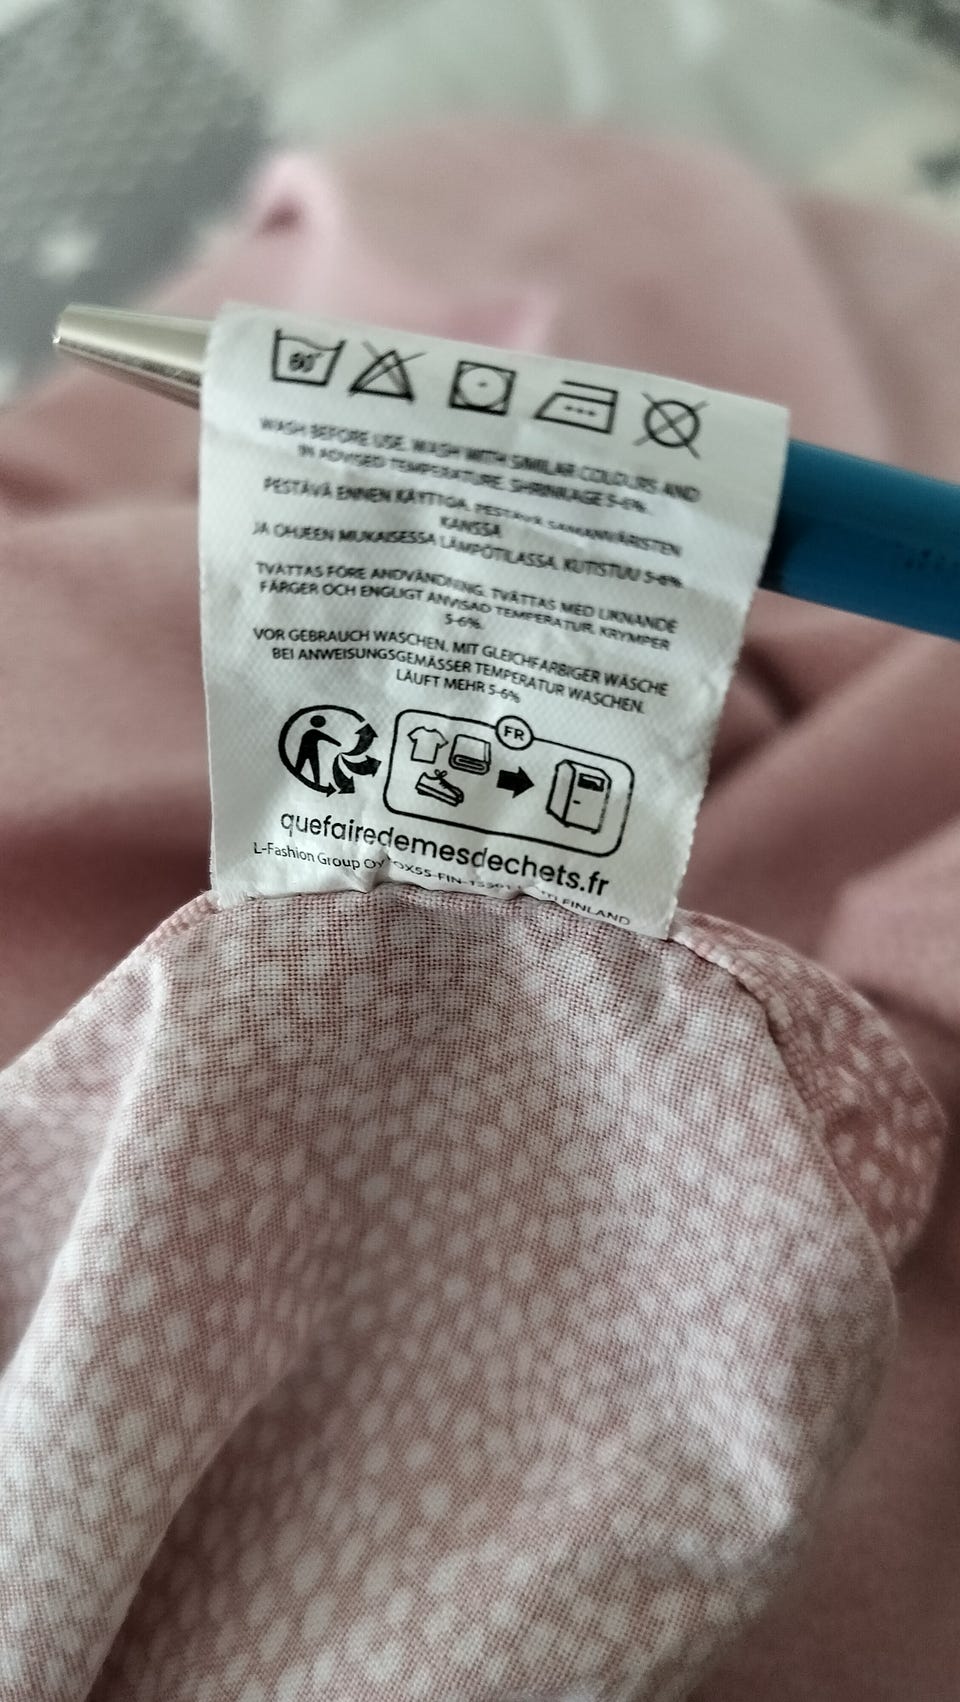 60°
WASH BEFORE USE. WASH WITH SIMILAR COLOURS AND
IN ADVISED TEMPERATURE. SHRINKAGE 5-6%.
PESTÄVÄ ENNEN KÄYTTÖÄ. PESTÄVÄ SAMANVÄRISTEN
KANSSA
JA OHJEEN MUKAISESSA LÄMPÖTILASSA. KUTISTUU 5-6%.
TVÄTTAS FÖRE ANDVÄNDNING. TVÄTTAS MED LIKNANDE
FÄRGER OCH ENGLIGT ANVISAD TEMPERATUR. KRYMPER
5-6%.
VOR GEBRAUCH WASCHEN. MIT GLEICHFARBIGER WÄSCHE
BEI ANWEISUNGSGEMÄSSER TEMPERATUR WASCHEN.
LÄUFT MEHR 5-6%
FR
quefairedemesdechets.fr
L-Fashion Group Oy FINLAND